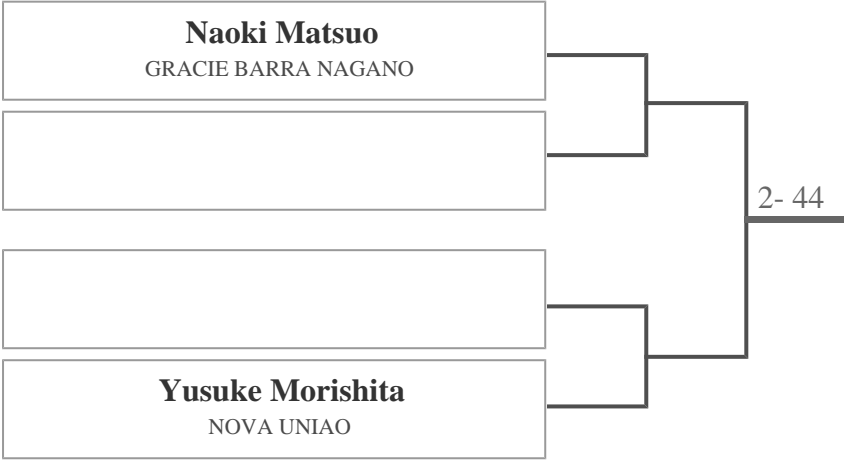 Naoki Matsuo
GRACIE BARRA NAGANO
2- 44
Yusuke Morishita
NOVA UNIAO